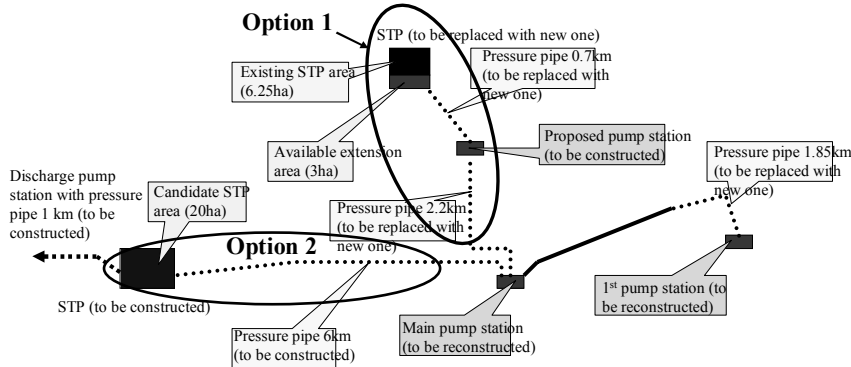 Option 1
STP (to be replaced with new one)
Existing STP area
(6.25ha)
Pressure pipe 0.7km
(to be replaced with
new one)
Available extension
area (3ha)
Proposed pump station
(to be constructed)
Pressure pipe 1.85km
(to be replaced with
new one)
Discharge pump
station with pressure
pipe 1 km (to be
constructed)
Candidate STP
area (20ha)
Pressure pipe 2.2km
(to be replaced with
new one)
Option 2
STP (to be constructed)
Pressure pipe 6km
(to be constructed)
Main pump station
(to be reconstructed)
1st pump station (to
be reconstructed)